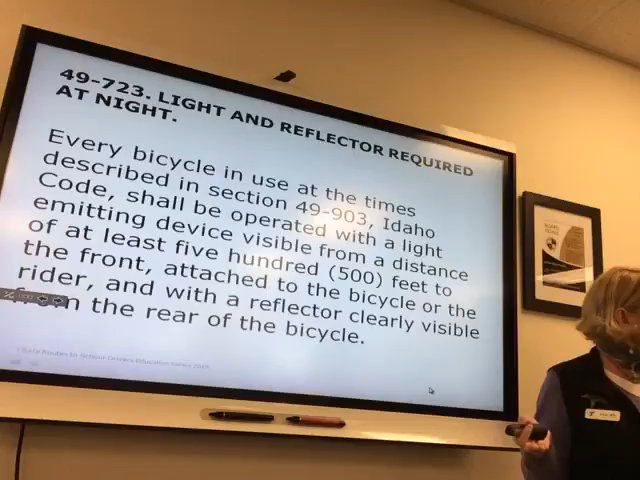 49-723. LIGHT AND REFLECTOR REQUIRED
AT NIGHT.
Every bicycle in use at the times
described in section 49-903, Idaho
Code, shall be operated with a light
emitting device visible from a distance
of at least five hundred (500) feet to
the front, attached to the bicycle or the
rider, and with a reflector clearly visible
from the rear of the bicycle.